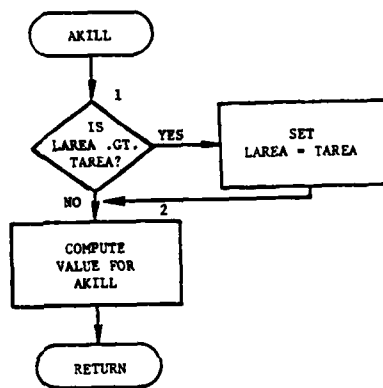 AKILL
1
IS
LAREA .GT.
TAREA?
YES
SET
LAREA = TAREA
NO
2
COMPUTE
VALUE FOR
AKILL
RETURN